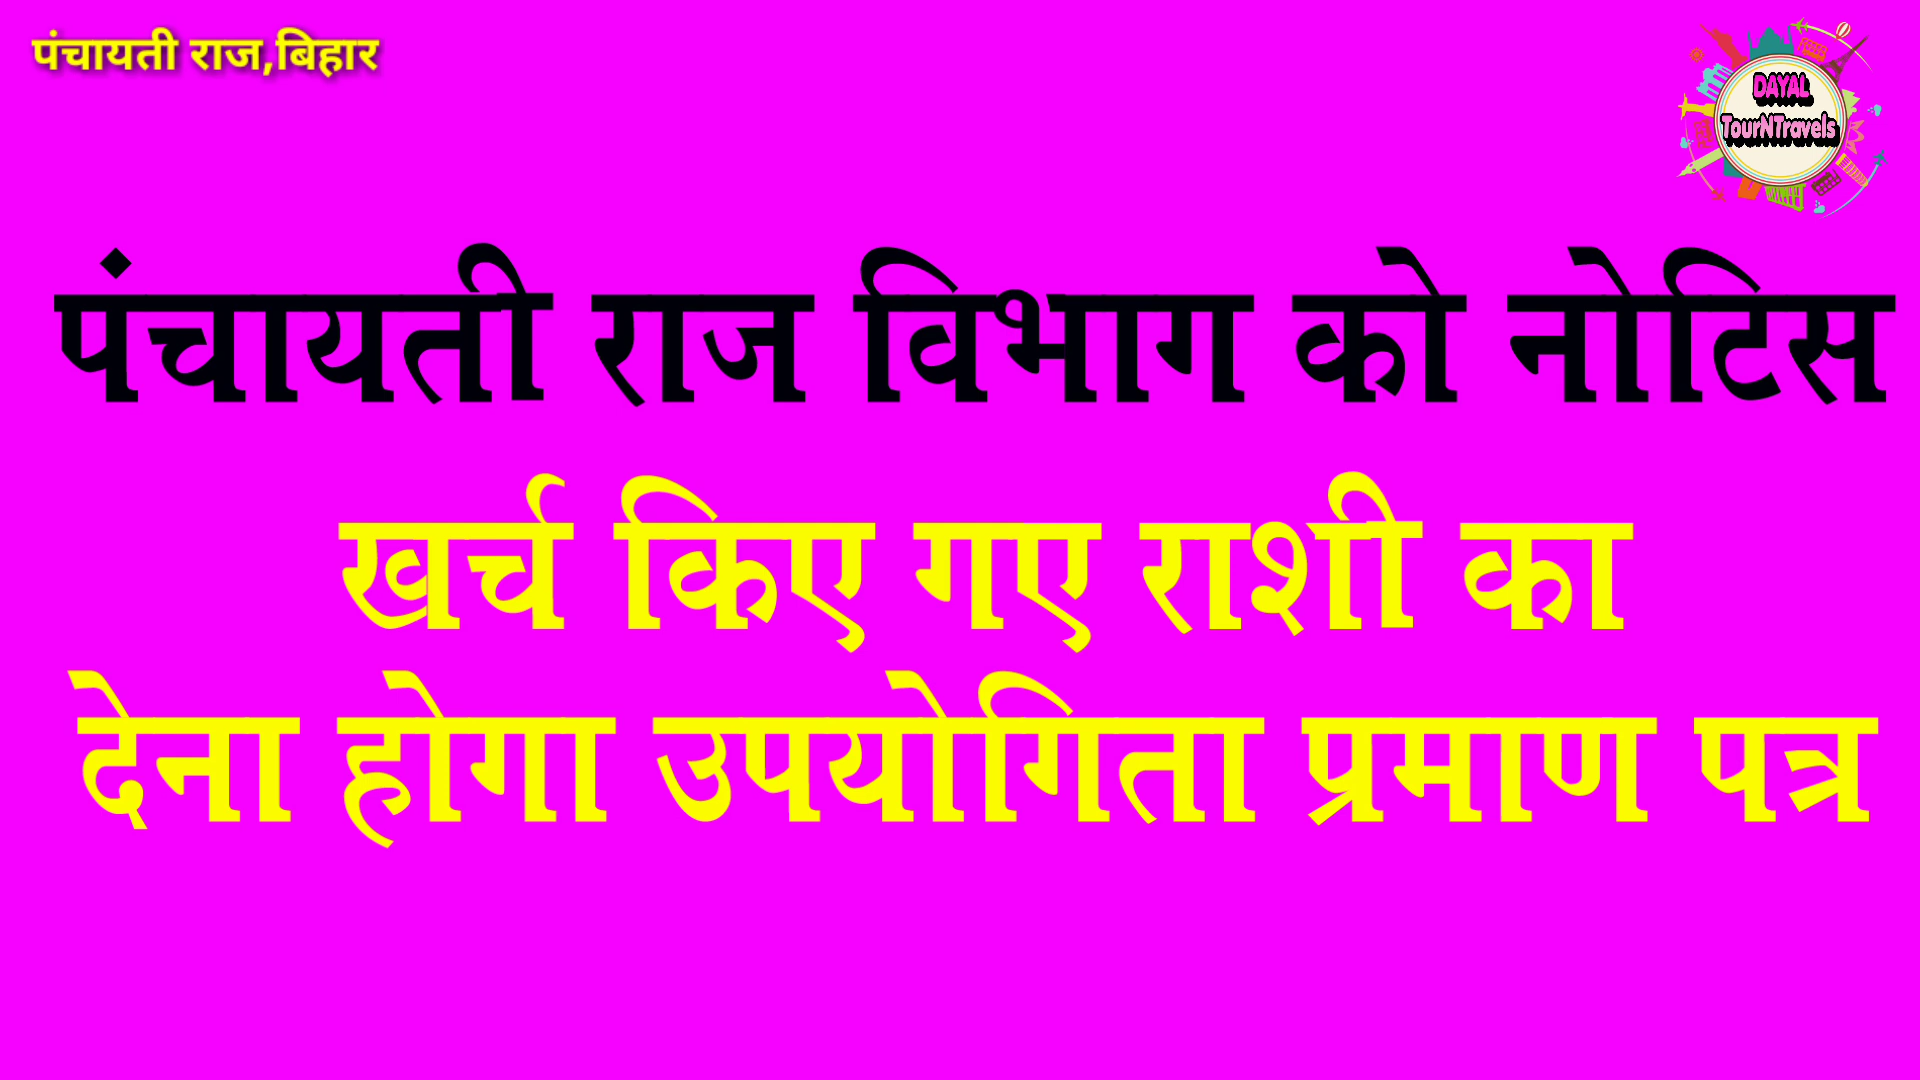 पंचायती राज,बिहार
DAYAL
TourNTravels
पंचायती राज विभाग को नोटिस
खर्च किए गए राशी का
देना होगा उपयोगिता प्रमाण पत्र